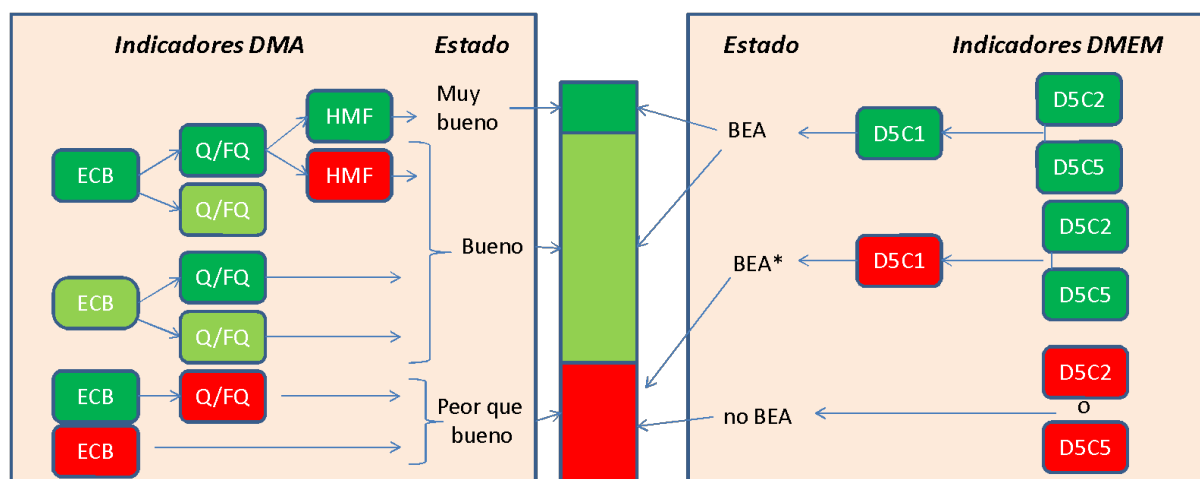 Indicadores DMA
Estado
HMF
Muy
bueno
Q/FQ
HMF
ECB
Q/FQ
Q/FQ
Bueno
ECB
Q/FQ
ECB
Q/FQ
Peor que
bueno
ECB
Estado
Indicadores DMEM
D5C2
BEA
D5C1
D5C5
D5C2
BEA*
D5C1
D5C5
D5C2
no BEA
o
D5C5